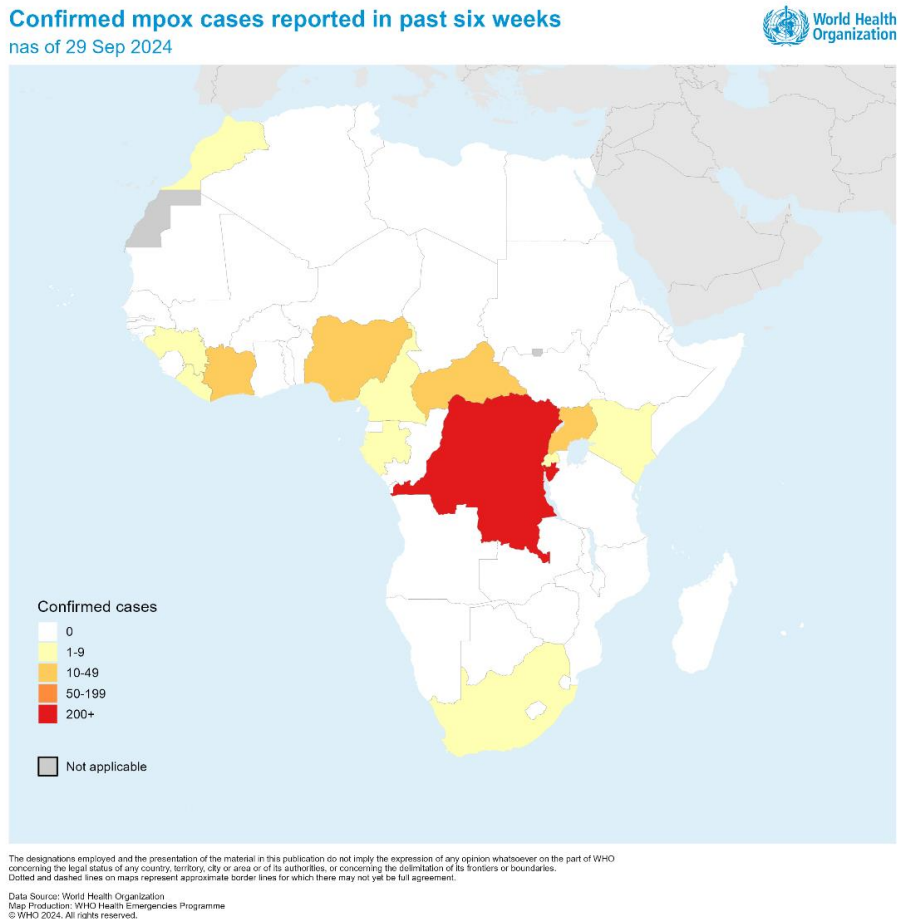 Confirmed mpox cases reported in past six weeks
nas of 29 Sep 2024
World Health
Organization
Confirmed cases
0
1-9
10-49
50-199
200+
Not applicable
The designations employed and the presentation of the material in this publication do not imply the expression of any opinion whatsoever on the part of WHO
concerning the legal status of any country, territory, city or area or of its authorities, or concerning the delimitation of its frontiers or boundaries.
Dotted and dashed lines on maps represent approximate border lines for which there may not yet be full agreement.
Data Source: World Health Organization
Map Production: WHO Health Emergencies Programme
© WHO 2024. All rights reserved.